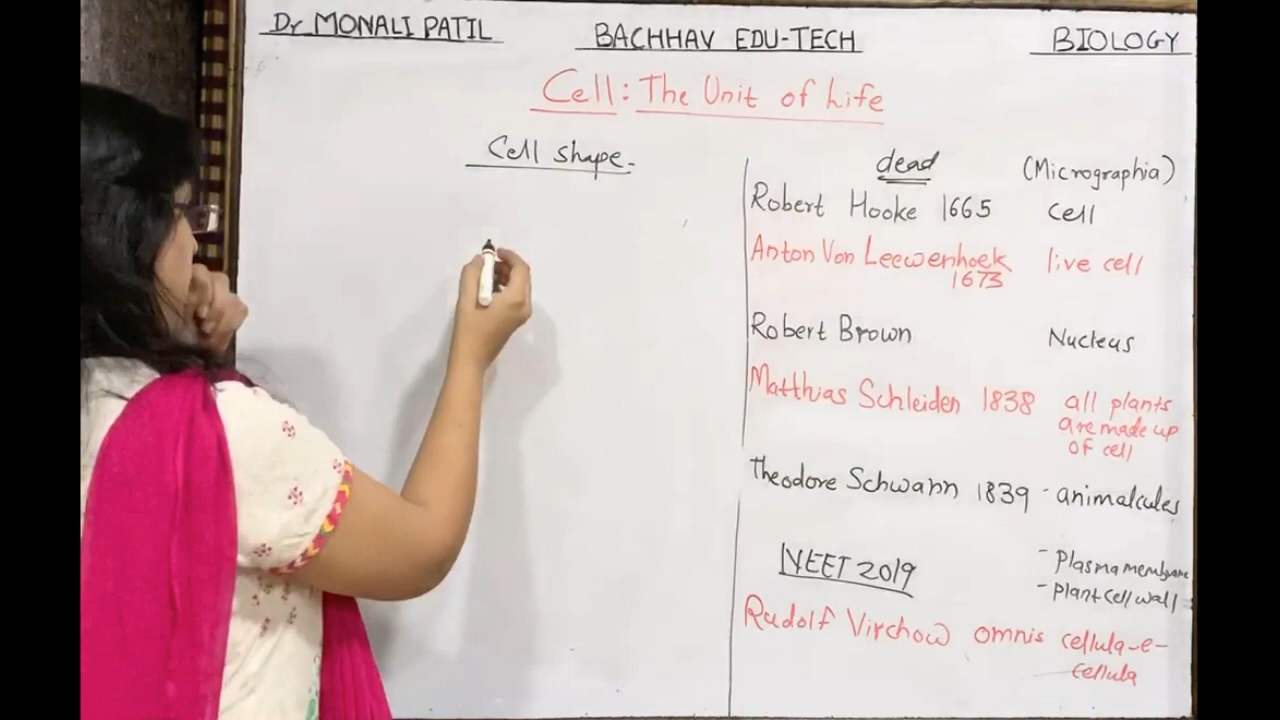 Dr MONALI PATIL BACHHAV EDU-TECH BIOLOGY
Cell: The Unit of Life
Cell shape-
dead (Micrographia)
Robert Hooke 1665 cell
Anton Von Leewenhoek live cell
1673
Robert Brown Nucleus
Matthias Schleiden 1838 all plants
are made up
of cell
Theodore Schwann 1839 - animalcules
NEET 2019 - Plasma membrane
- Plant cell wall
Rudolf Virchow omnis cellula-e-
cellula